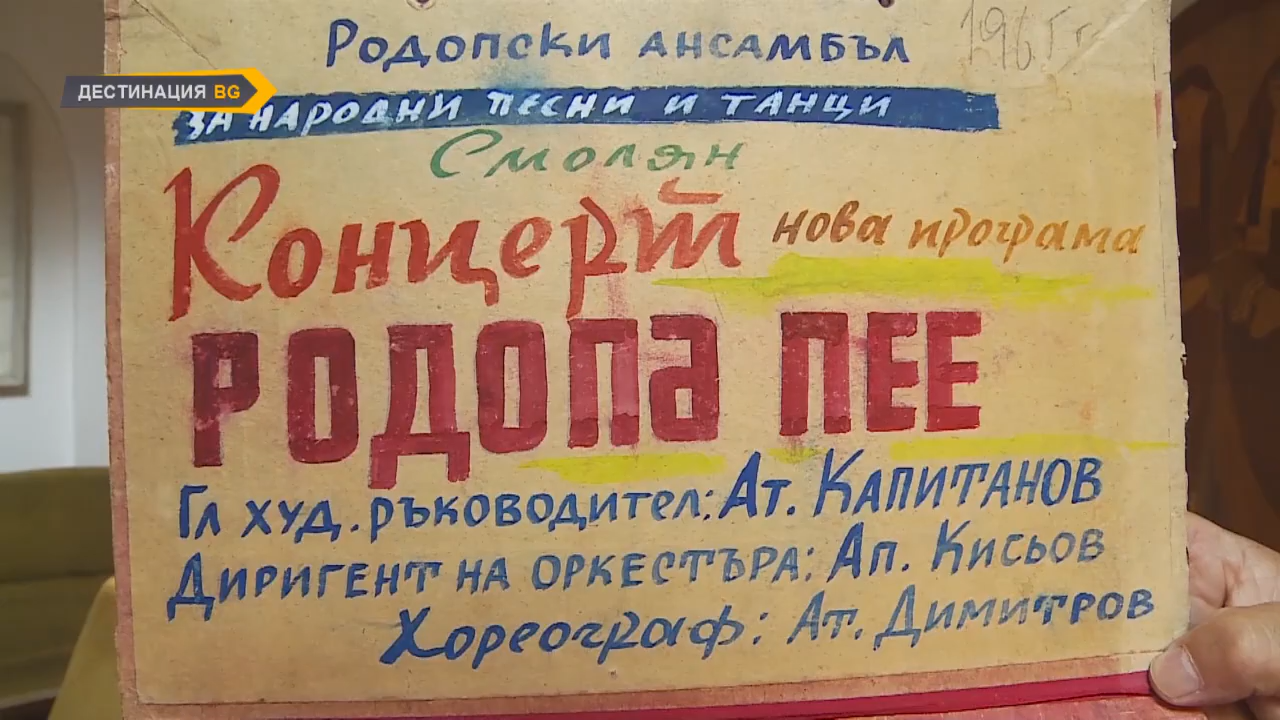 Родопски ансамбъл
ДЕСТИНАЦИЯ BG
ЗА НАРОДНИ ПЕСНИ И ТАНЦИ
Смолян
Концерт нова програма
РОДОПА ПЕЕ
Гл худ. ръководител: Ат. Капитанов
Диригент на оркестъра: Ап. Кисьов
Хореограф: Ат. Димитров